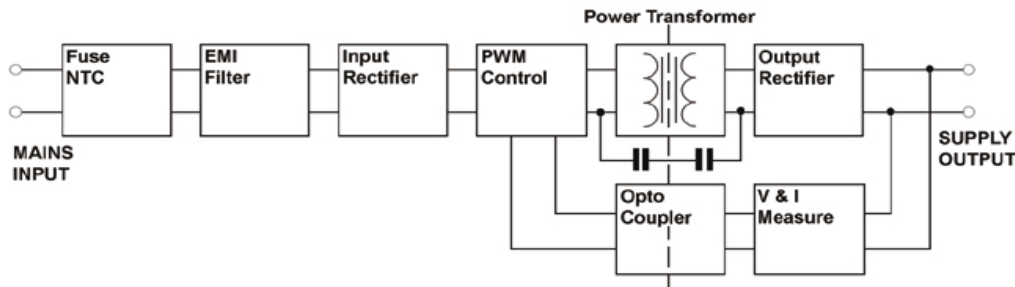 Power Transformer
Fuse
NTC
EMI
Filter
Input
Rectifier
PWM
Control
Output
Rectifier
MAINS
INPUT
SUPPLY
OUTPUT
Opto
Coupler
V & I
Measure